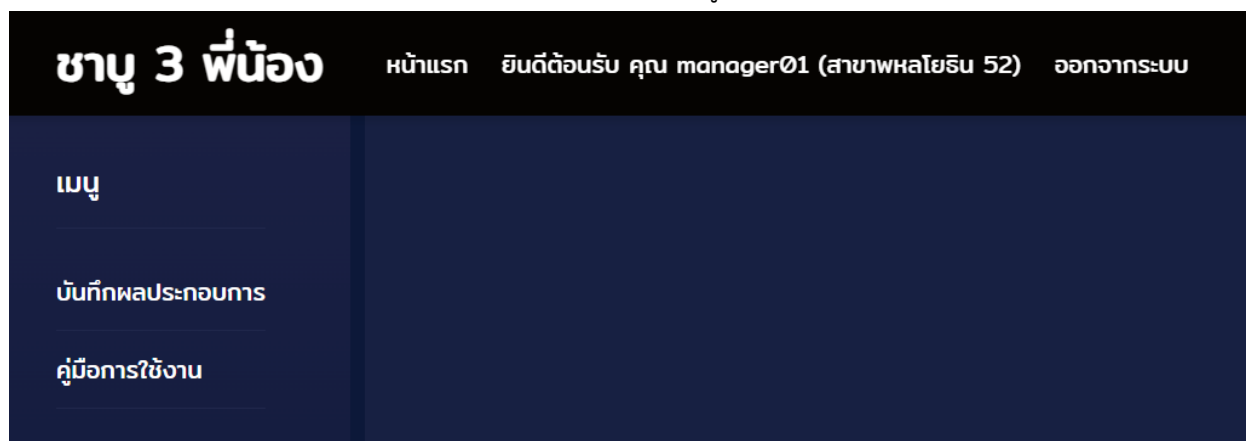 ชาบู 3 พี่น้อง หน้าแรก ยินดีต้อนรับ คุณ manager01 (สาขาพหลโยธิน 52) ออกจากระบบ
เมนู
บันทึกผลประกอบการ
คู่มือการใช้งาน